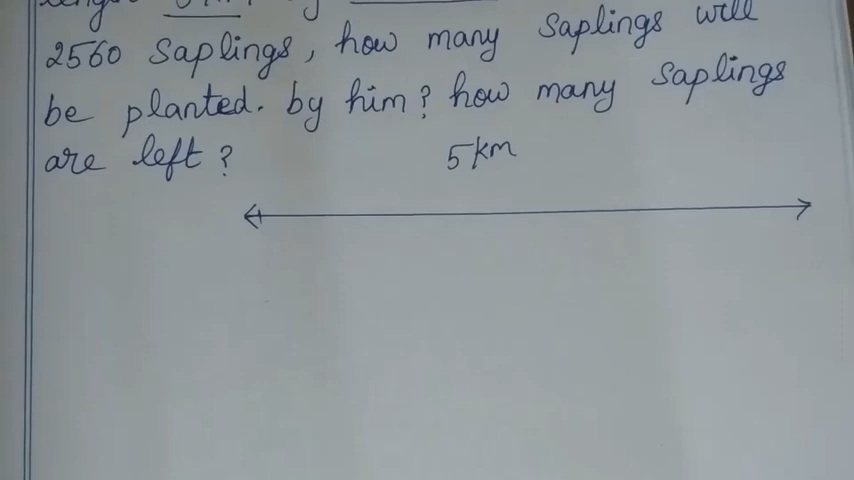 2560 saplings, how many saplings will
be planted. by him? how many saplings
are left?
5 km